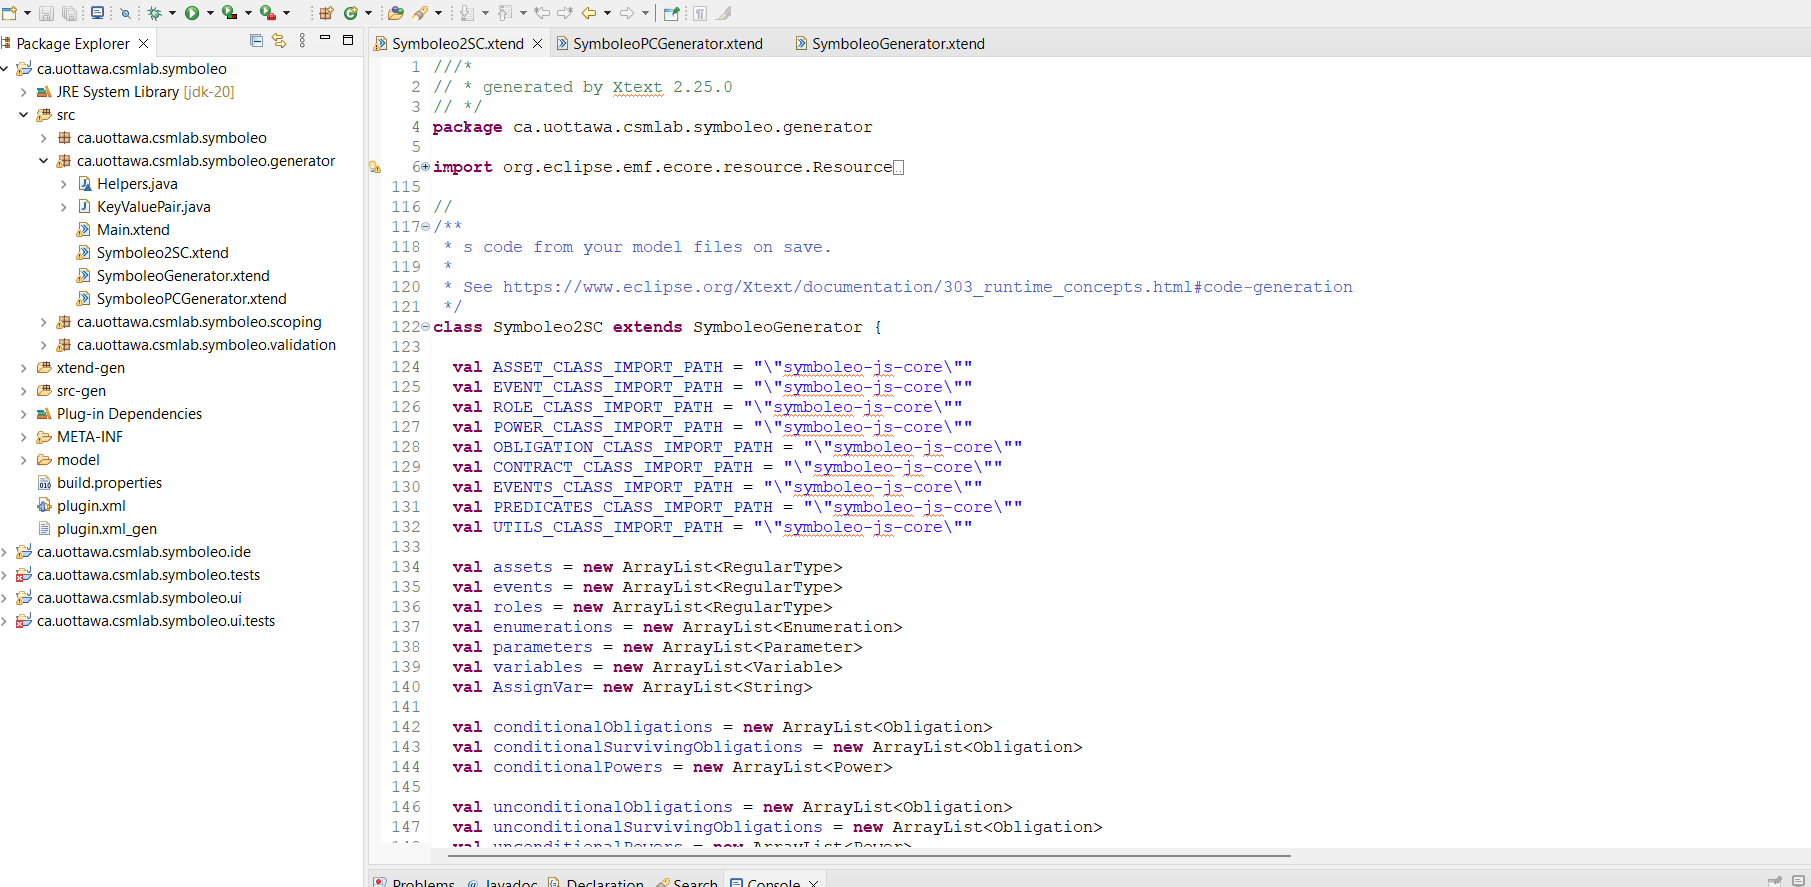 Package Explorer
ca.uottawa.csmlab.symboleo
JRE System Library [jdk-20]
src
ca.uottawa.csmlab.symboleo
ca.uottawa.csmlab.symboleo.generator
Helpers.java
KeyValuePair.java
Main.xtend
Symboleo2SC.xtend
SymboleoGenerator.xtend
SymboleoPCGenerator.xtend
ca.uottawa.csmlab.symboleo.scoping
ca.uottawa.csmlab.symboleo.validation
xtend-gen
src-gen
Plug-in Dependencies
META-INF
model
build.properties
plugin.xml
plugin.xml_gen
ca.uottawa.csmlab.symboleo.ide
ca.uottawa.csmlab.symboleo.tests
ca.uottawa.csmlab.symboleo.ui
ca.uottawa.csmlab.symboleo.ui.tests
Symboleo2SC.xtend SymboleoPCGenerator.xtend SymboleoGenerator.xtend
1 ///*
2 // * generated by Xtext 2.25.0
3 // */
4 package ca.uottawa.csmlab.symboleo.generator
5
6 import org.eclipse.emf.ecore.resource.Resource
115
116 //
117 /**
118 * s code from your model files on save.
119 *
120 * See https://www.eclipse.org/Xtext/documentation/303_runtime_concepts.html#code-generation
121 */
122 class Symboleo2SC extends SymboleoGenerator {
123
124 val ASSET_CLASS_IMPORT_PATH = "\"symboleo-js-core\""
125 val EVENT_CLASS_IMPORT_PATH = "\"symboleo-js-core\""
126 val ROLE_CLASS_IMPORT_PATH = "\"symboleo-js-core\""
127 val POWER_CLASS_IMPORT_PATH = "\"symboleo-js-core\""
128 val OBLIGATION_CLASS_IMPORT_PATH = "\"symboleo-js-core\""
129 val CONTRACT_CLASS_IMPORT_PATH = "\"symboleo-js-core\""
130 val EVENTS_CLASS_IMPORT_PATH = "\"symboleo-js-core\""
131 val PREDICATES_CLASS_IMPORT_PATH = "\"symboleo-js-core\""
132 val UTILS_CLASS_IMPORT_PATH = "\"symboleo-js-core\""
133
134 val assets = new ArrayList<RegularType>
135 val events = new ArrayList<RegularType>
136 val roles = new ArrayList<RegularType>
137 val enumerations = new ArrayList<Enumeration>
138 val parameters = new ArrayList<Parameter>
139 val variables = new ArrayList<Variable>
140 val AssignVar= new ArrayList<String>
141
142 val conditionalObligations = new ArrayList<Obligation>
143 val conditionalSurvivingObligations = new ArrayList<Obligation>
144 val conditionalPowers = new ArrayList<Power>
145
146 val unconditionalObligations = new ArrayList<Obligation>
147 val unconditionalSurvivingObligations = new ArrayList<Obligation>
148 val unconditionalPowers = new ArrayList<Power>
Problems @ Javadoc Declaration Search Console